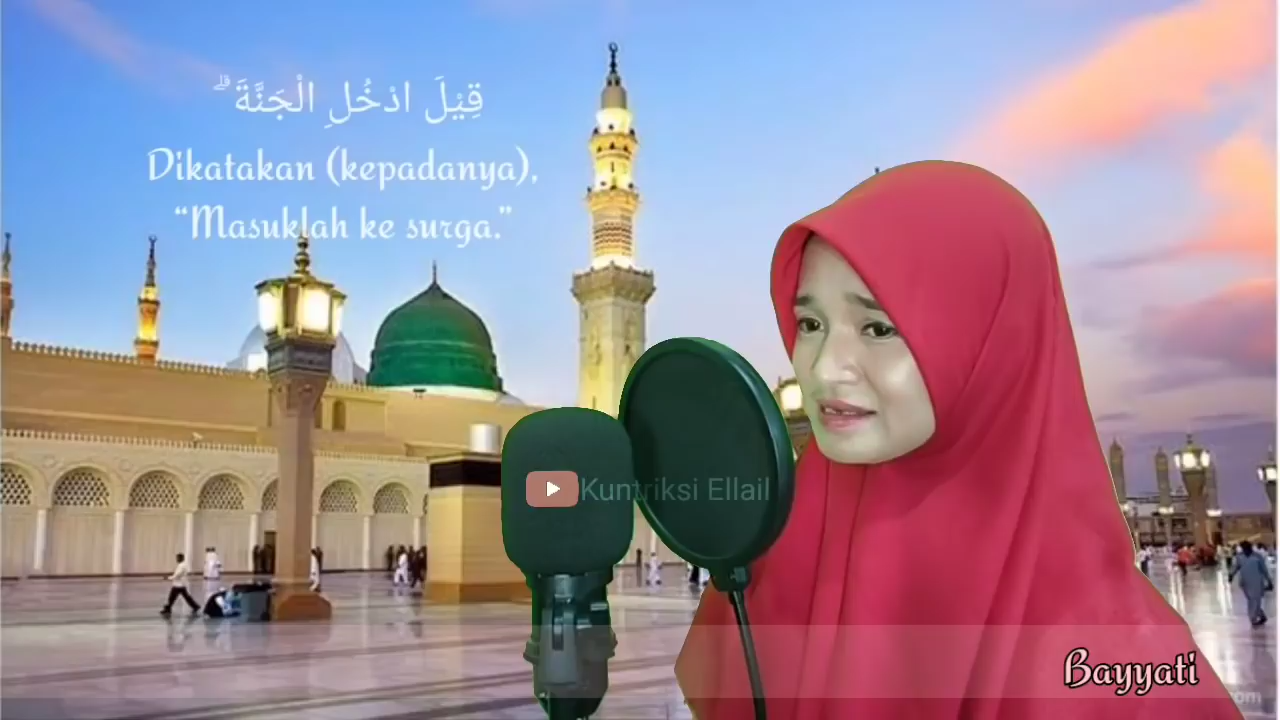 قِيْلَ ادْخُلِ الْجَنَّةَ ۗ
Dikatakan (kepadanya),
“Masuklah ke surga.”
Kuntriksi Ellail
Bayyati